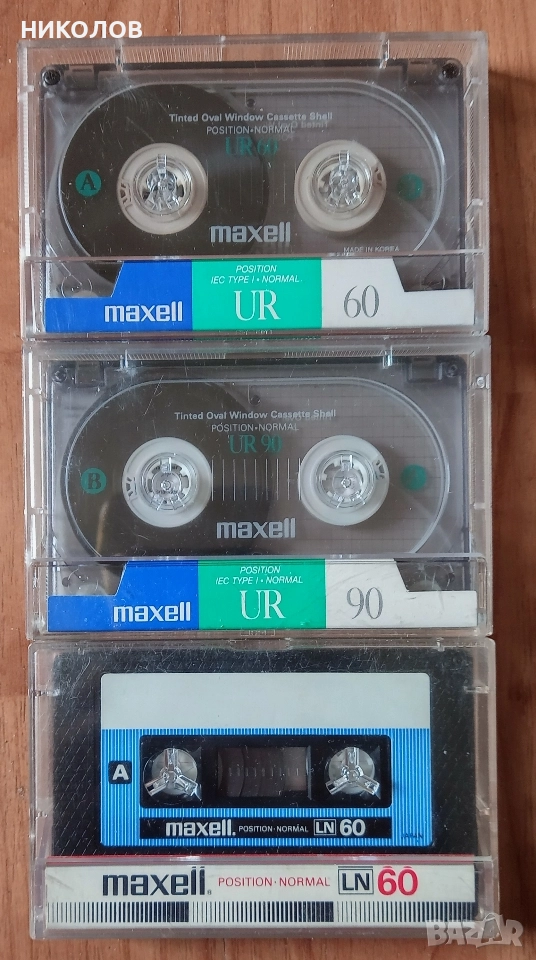 НИКОЛОВ
Tinted Oval Window Cassette Shell
POSITION•NORMAL
UR 60
A
maxell
MADE IN KOREA
POSITION
IEC TYPE I • NORMAL
maxell UR 60
Tinted Oval Window Cassette Shell
POSITION•NORMAL
UR 90
B
maxell
POSITION
IEC TYPE I • NORMAL
maxell UR 90
A
maxell. POSITION·NORMAL LN 60
maxell POSITION·NORMAL LN 60
BAZAR